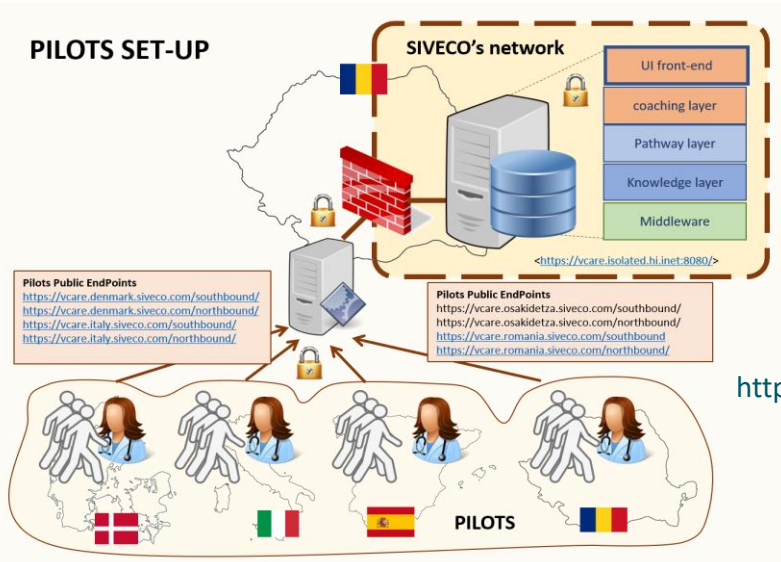 PILOTS SET-UP
SIVECO's network
UI front-end
coaching layer
Pathway layer
Knowledge layer
Middleware
<https://vcare.isolated.hi.inet:8080/>
Pilots Public EndPoints
https://vcare.denmark.siveco.com/southbound/
https://vcare.denmark.siveco.com/northbound/
https://vcare.italy.siveco.com/southbound/
https://vcare.italy.siveco.com/northbound/
Pilots Public EndPoints
https://vcare.osakidetza.siveco.com/southbound/
https://vcare.osakidetza.siveco.com/northbound/
https://vcare.romania.siveco.com/southbound
https://vcare.romania.siveco.com/northbound/
http
PILOTS